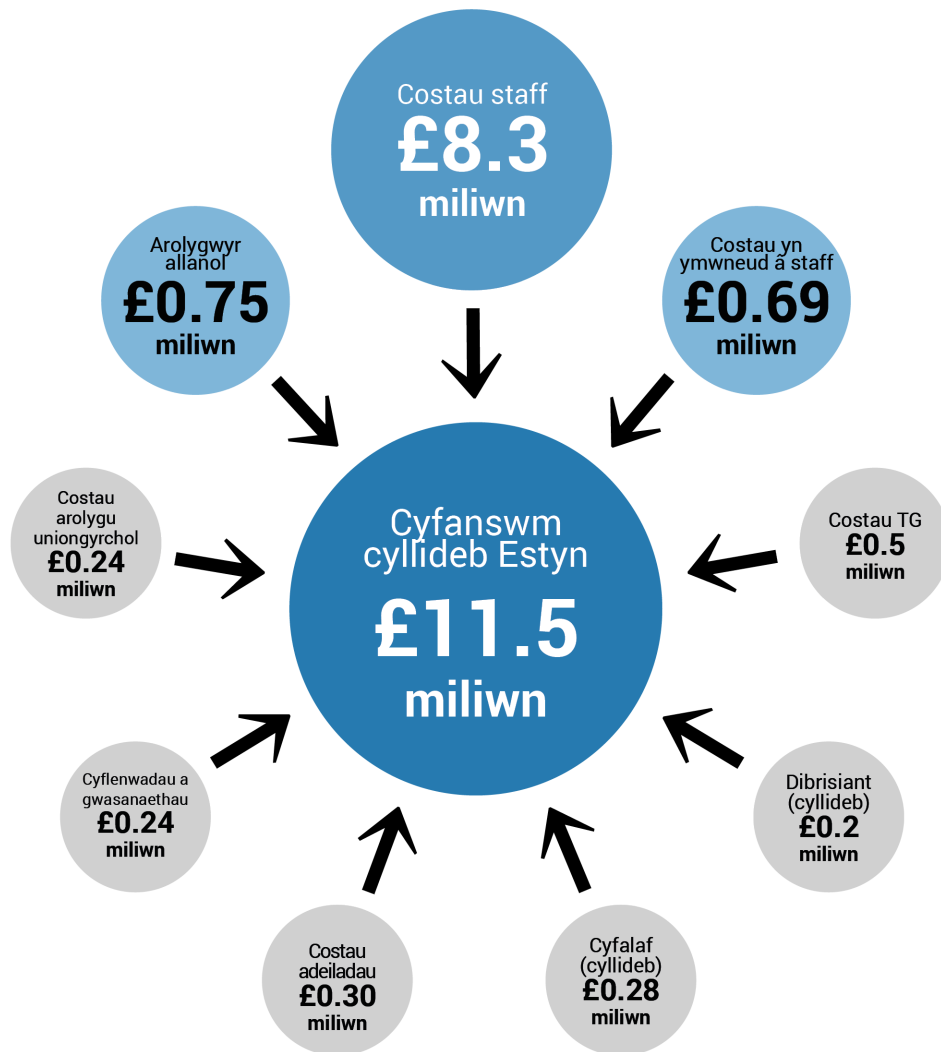 Costau staff
£8.3
miliwn
Arolygwyr
allanol
£0.75
miliwn
Costau yn
ymwneud â staff
£0.69
miliwn
Cyfanswm
cyllideb Estyn
£11.5
miliwn
Costau
arolygu
uniongyrchol
£0.24
miliwn
Costau TG
£0.5
miliwn
Cyflenwadau a
gwasanaethau
£0.24
miliwn
Dibrisiant
(cyllideb)
£0.2
miliwn
Costau
adeiladau
£0.30
miliwn
Cyfalaf
(cyllideb)
£0.28
miliwn